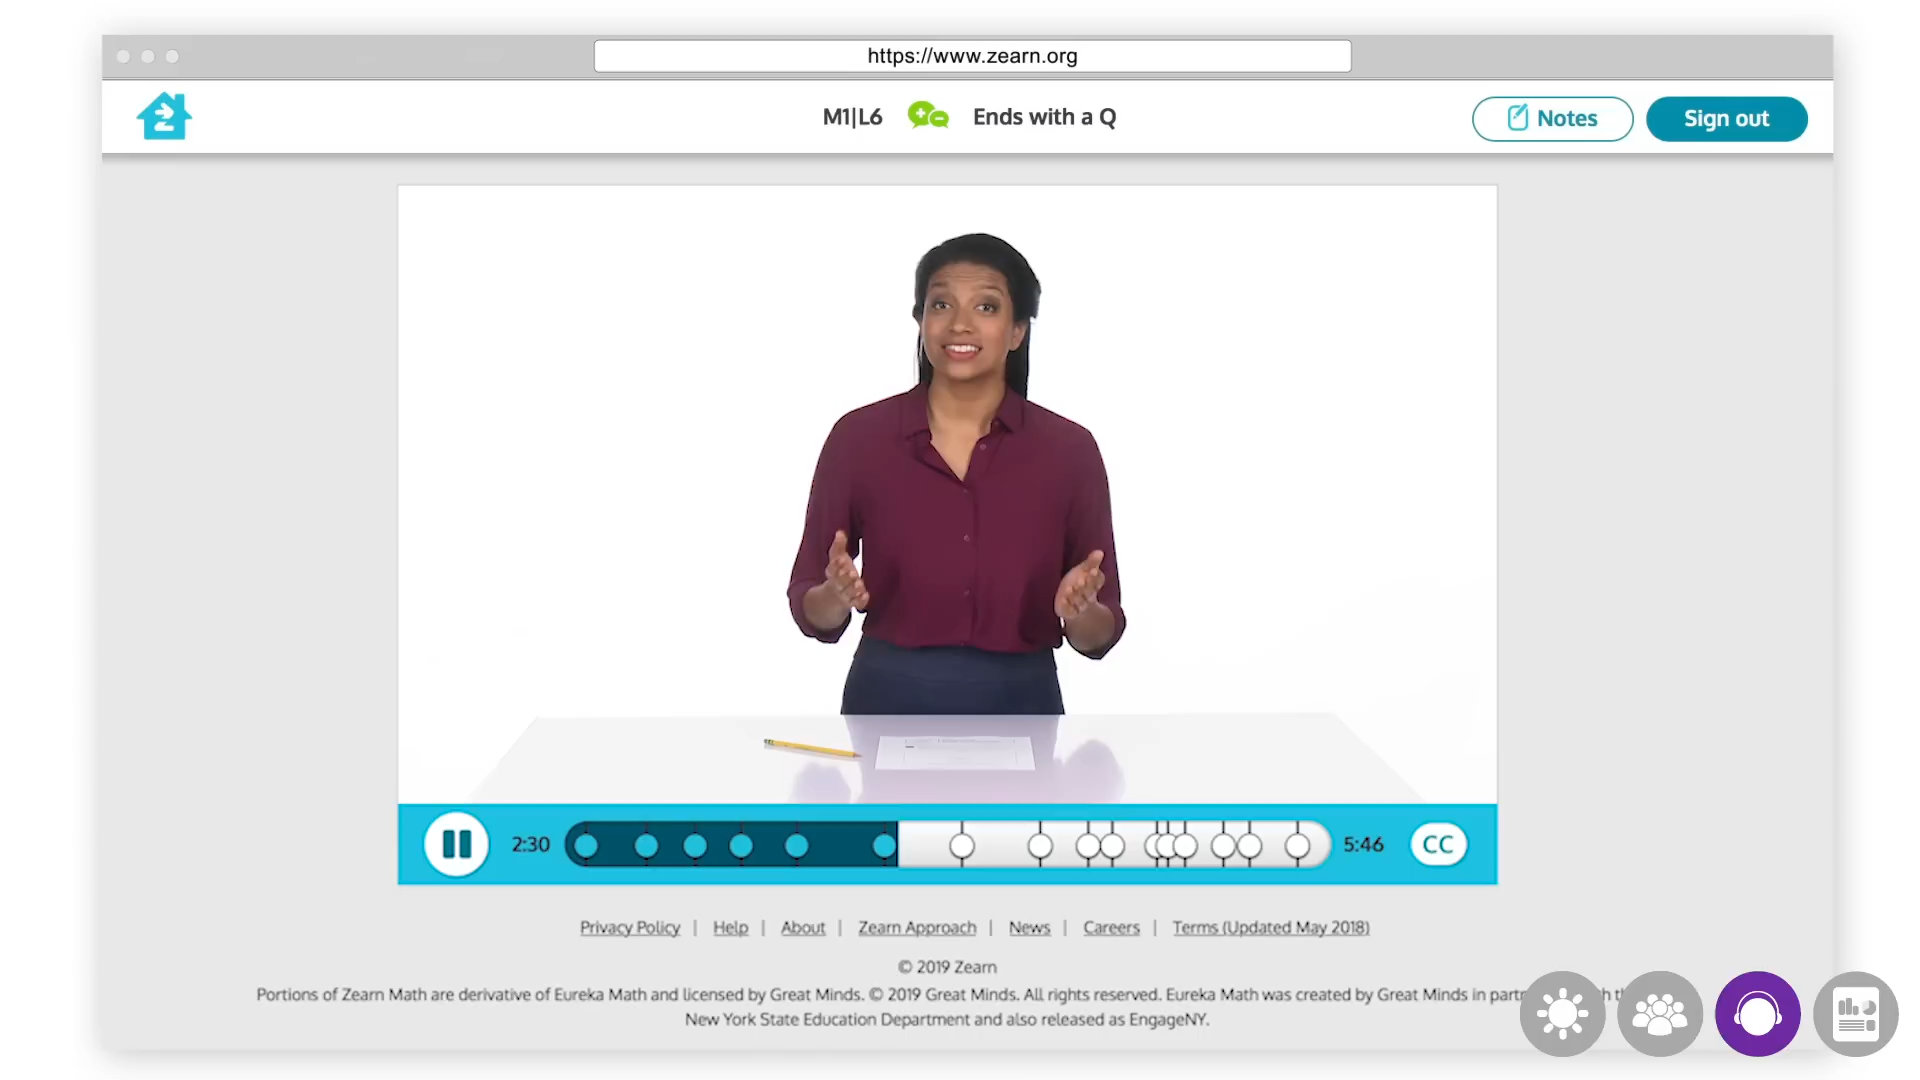 https://www.zearn.org
M1|L6 Ends with a Q
Notes
Sign out
2:30
5:46
CC
Privacy Policy | Help | About | Zearn Approach | News | Careers | Terms (Updated May 2018)
© 2019 Zearn
Portions of Zearn Math are derivative of Eureka Math and licensed by Great Minds. © 2019 Great Minds. All rights reserved. Eureka Math was created by Great Minds in
New York State Education Department and also released as EngageNY.